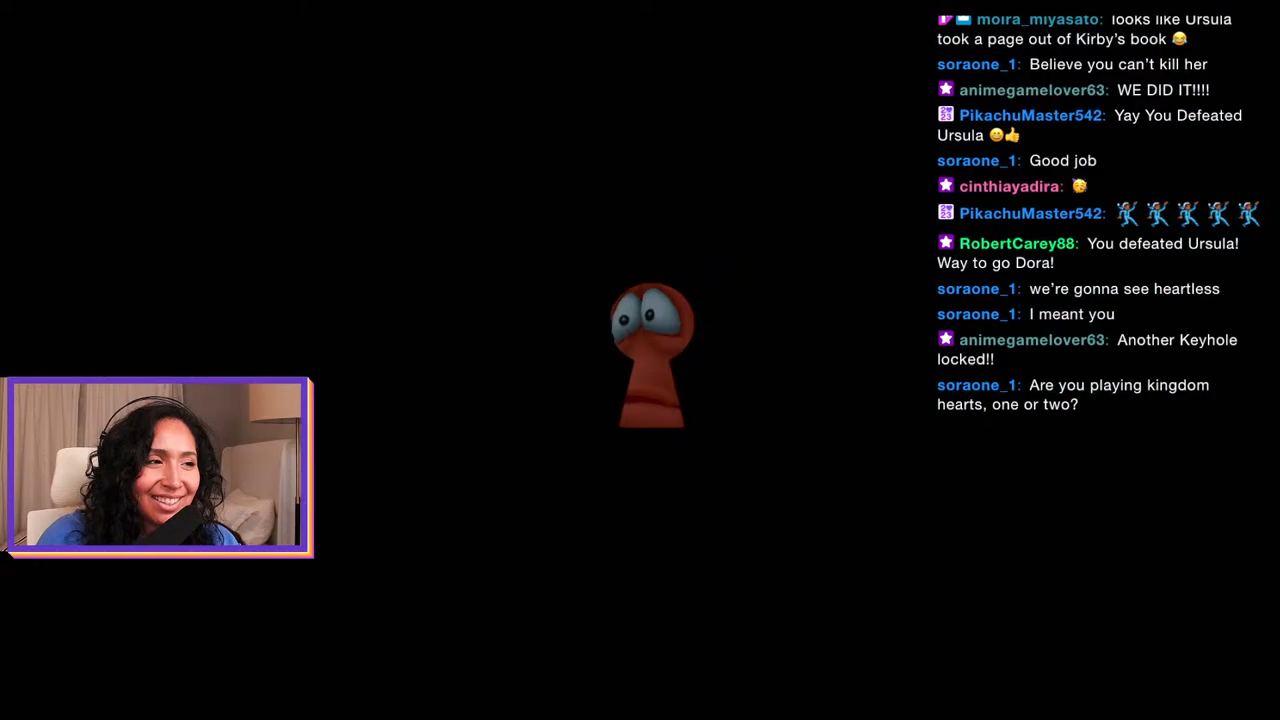 moira_miyasato: looks like Ursula
took a page out of Kirby’s book 😂
soraone_1: Believe you can’t kill her
animegamelover63: WE DID IT!!!!
PikachuMaster542: Yay You Defeated
Ursula 😄👍
soraone_1: Good job
cinthiayadira: 🥳
PikachuMaster542:
RobertCarey88: You defeated Ursula!
Way to go Dora!
soraone_1: we’re gonna see heartless
soraone_1: I meant you
animegamelover63: Another Keyhole
locked!!
soraone_1: Are you playing kingdom
hearts, one or two?